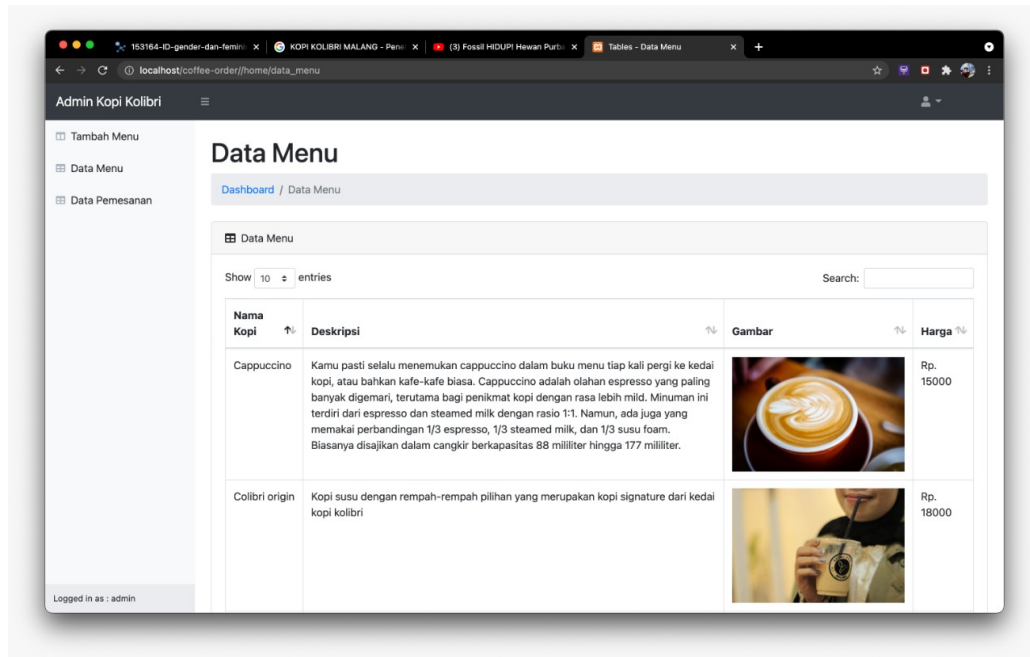 153164-ID-gender-dan-femini
KOPI KOLIBRI MALANG - Pene
(3) Fossil HIDUP! Hewan Purba
Tables - Data Menu
localhost/coffee-order//home/data_menu
Admin Kopi Kolibri
Tambah Menu
Data Menu
Data Pemesanan
Logged in as : admin
Data Menu
Dashboard / Data Menu
Data Menu
Show 10 entries
Search:
Nama
Kopi
Deskripsi
Gambar
Harga
Cappuccino
Kamu pasti selalu menemukan cappuccino dalam buku menu tiap kali pergi ke kedai
kopi, atau bahkan kafe-kafe biasa. Cappuccino adalah olahan espresso yang paling
banyak digemari, terutama bagi penikmat kopi dengan rasa lebih mild. Minuman ini
terdiri dari espresso dan steamed milk dengan rasio 1:1. Namun, ada juga yang
memakai perbandingan 1/3 espresso, 1/3 steamed milk, dan 1/3 susu foam.
Biasanya disajikan dalam cangkir berkapasitas 88 mililiter hingga 177 mililiter.
Rp.
15000
Colibri origin
Kopi susu dengan rempah-rempah pilihan yang merupakan kopi signature dari kedai
kopi kolibri
Rp.
18000